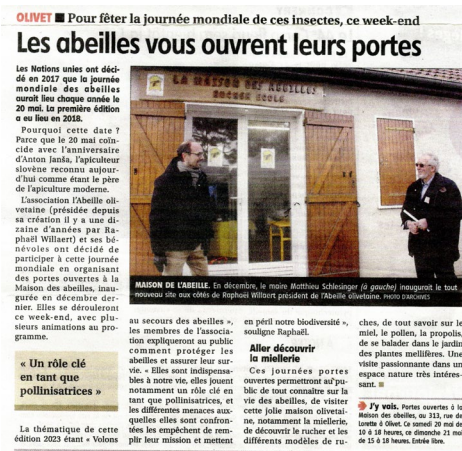 OLIVET ■ Pour fêter la journée mondiale de ces insectes, ce week-end
Les abeilles vous ouvrent leurs portes
Les Nations unies ont déci-
dé en 2017 que la journée
mondiale des abeilles
aurait lieu chaque année le
20 mai. La première édition
a eu lieu en 2018.
Pourquoi cette date ?
Parce que le 20 mai coïn-
cide avec l'anniversaire
d'Anton Janša, l'apiculteur
slovène reconnu aujour-
d'hui comme étant le père
de l'apiculture moderne.
L'association l'Abeille oli-
vetaine (présidée depuis
sa création il y a une di-
zaine d'années par Ra-
phaël Willaert) et ses bé-
névoles ont décidé de
participer à cette journée
mondiale en organisant
des portes ouvertes à la
Maison des abeilles, inau-
gurée en décembre der-
nier. Elles se dérouleront
ce week-end, avec plu-
sieurs animations au pro-
gramme.
« Un rôle clé
en tant que
pollinisatrices »
La thématique de cette
édition 2023 étant « Volons
LA MAISON DES ABEILLES
RUCHER ECOLE
MAISON DE L'ABEILLE. En décembre, le maire Matthieu Schlesinger (à gauche) inaugurait le tout
nouveau site aux côtés de Raphaël Willaert président de l'Abeille olivetaine. PHOTO D'ARCHIVES
au secours des abeilles »,
les membres de l'associa-
tion expliqueront au public
comment protéger les
abeilles et assurer leur sur-
vie. « Elles sont indispensa-
bles à notre vie, elles jouent
notamment un rôle clé en
tant que pollinisatrices, et
les différentes menaces aux-
quelles elles sont confron-
tées les empêchent de rem-
plir leur mission et mettent
en péril notre biodiversité »,
souligne Raphaël.
Aller découvrir
la miellerie
Ces journées portes
ouvertes permettront au pu-
blic de tout connaître sur la
vie des abeilles, de visiter
cette jolie maison olivetai-
ne, notamment la miellerie,
de découvrir le rucher et les
différents modèles de ru-
ches, de tout savoir sur le
miel, le pollen, la propolis,
de se balader dans le jardin
des plantes mellifères. Une
visite passionnante dans un
espace nature très intéres-
sant. ■
J'y vais. Portes ouvertes à la
Maison des abeilles, au 313, rue de
Lorette à Olivet. Ce samedi 20 mai de
10 à 18 heures, ce dimanche 21 mai
de 15 à 18 heures. Entrée libre.